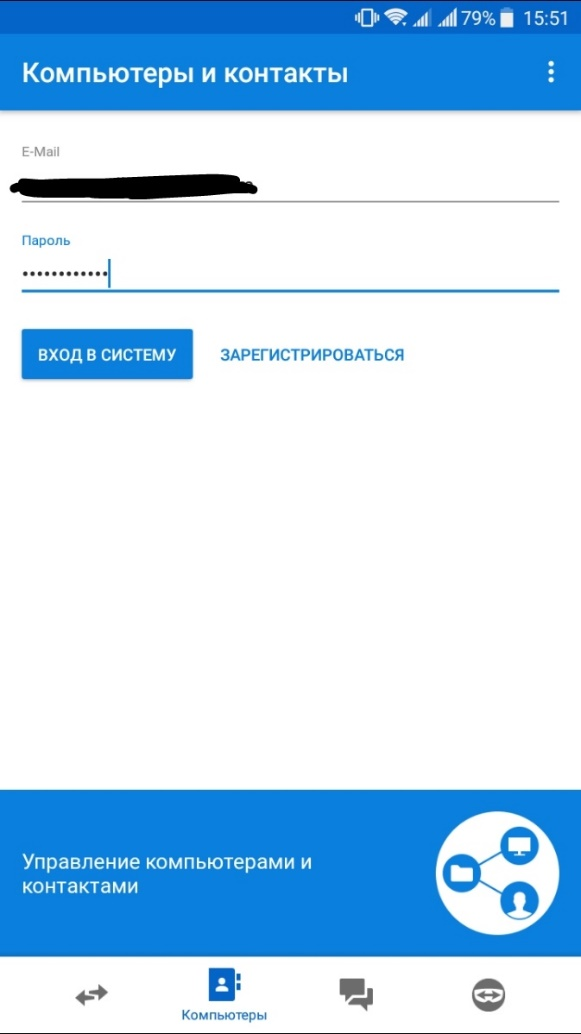 79% 15:51
Компьютеры и контакты
E-Mail
Пароль
••••••••••••
ВХОД В СИСТЕМУ ЗАРЕГИСТРИРОВАТЬСЯ
Управление компьютерами и
контактами
Компьютеры